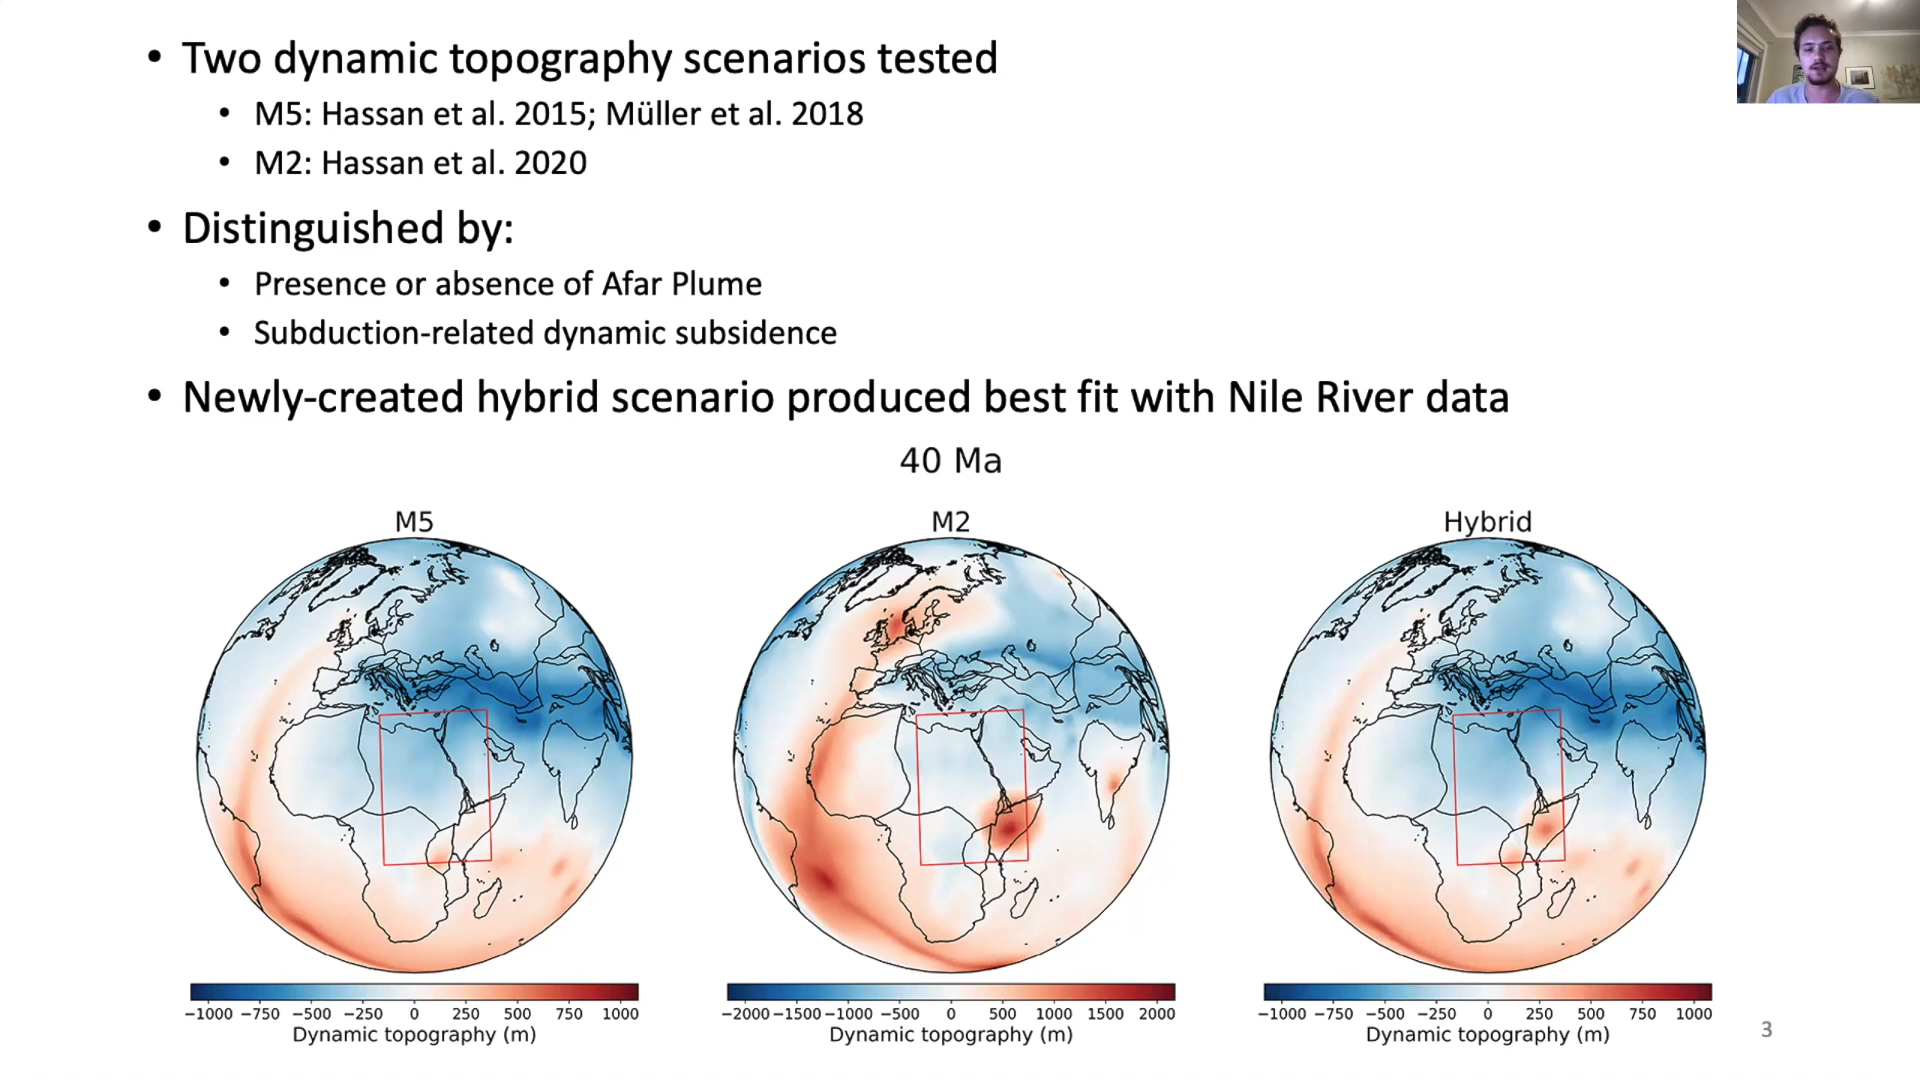 • Two dynamic topography scenarios tested
• M5: Hassan et al. 2015; Müller et al. 2018
• M2: Hassan et al. 2020
• Distinguished by:
• Presence or absence of Afar Plume
• Subduction-related dynamic subsidence
• Newly-created hybrid scenario produced best fit with Nile River data
40 Ma
M5
M2
Hybrid
−1000 −750 −500 −250 0 250 500 750 1000
Dynamic topography (m)
−2000 −1500 −1000 −500 0 500 1000 1500 2000
Dynamic topography (m)
−1000 −750 −500 −250 0 250 500 750 1000
Dynamic topography (m)
3